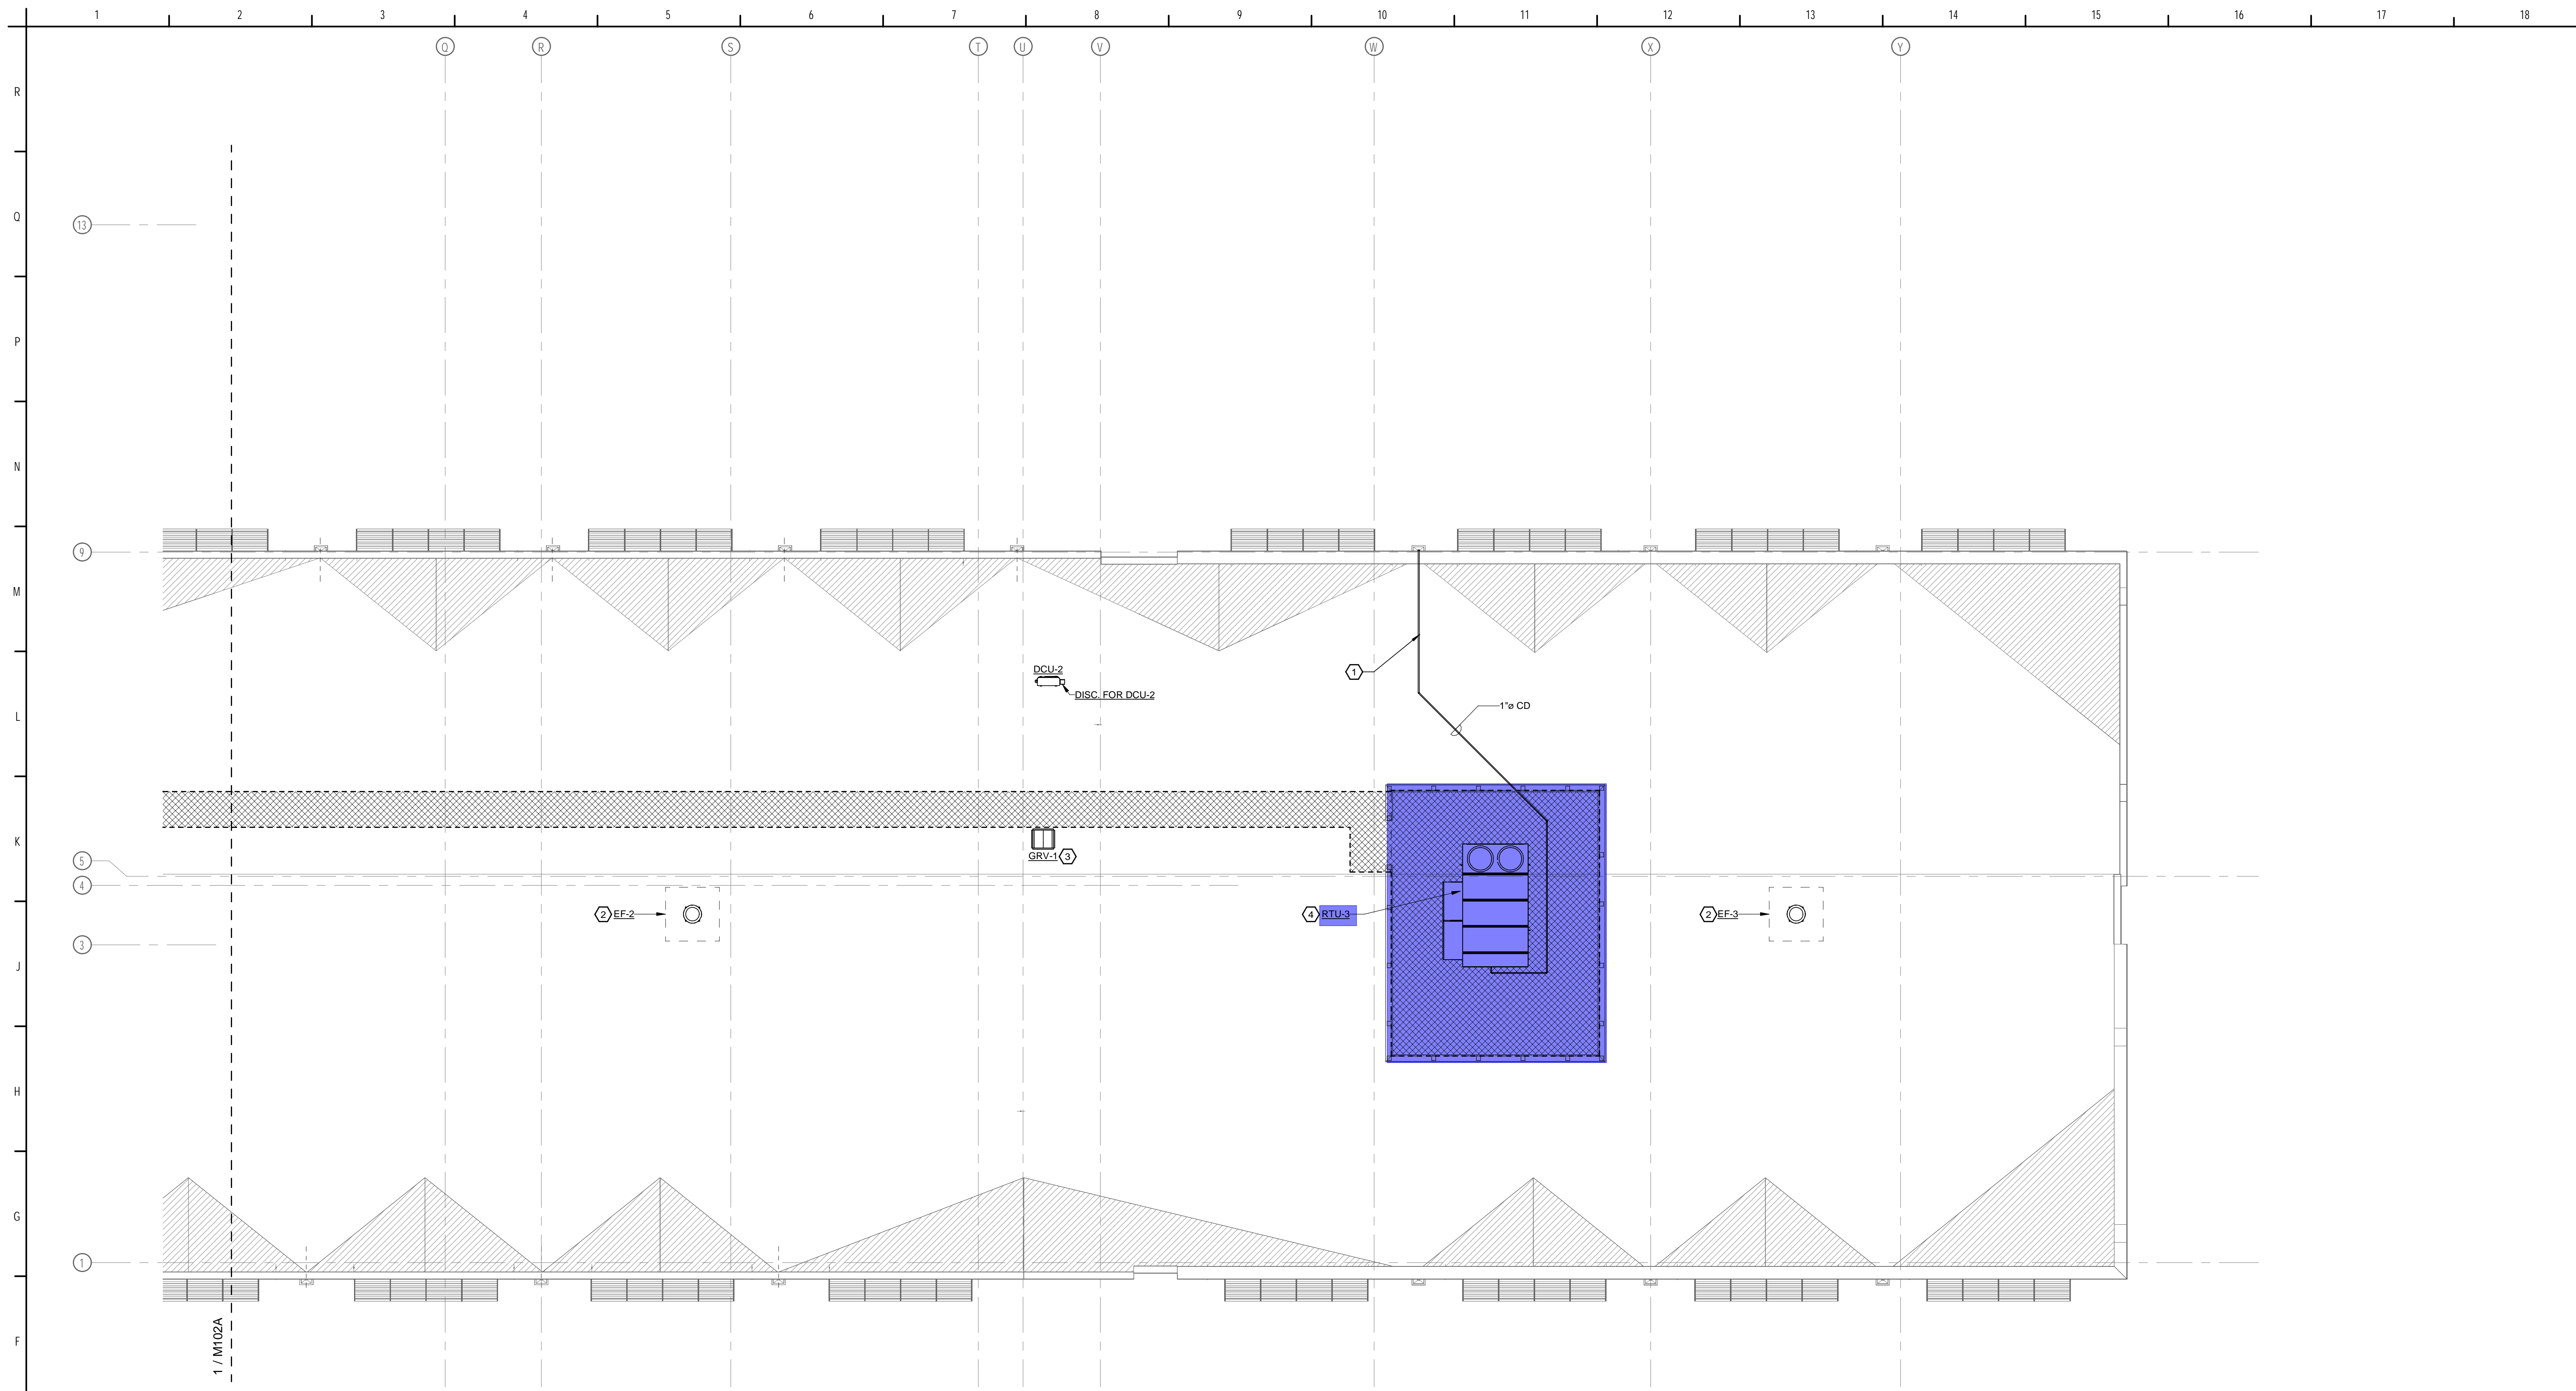 1 2 3 4 5 6 7 8 9 10 11 12 13 14 15 16 17 18
Q R S T U V W X Y
R
Q
13
P
N
9
M
DCU-2
1
DISC. FOR DCU-2
1"ø CD
L
K
GRV-1 3
5
4
2 EF-2
4 RTU-3
2 EF-3
3
J
H
G
1
F
1 / M102A